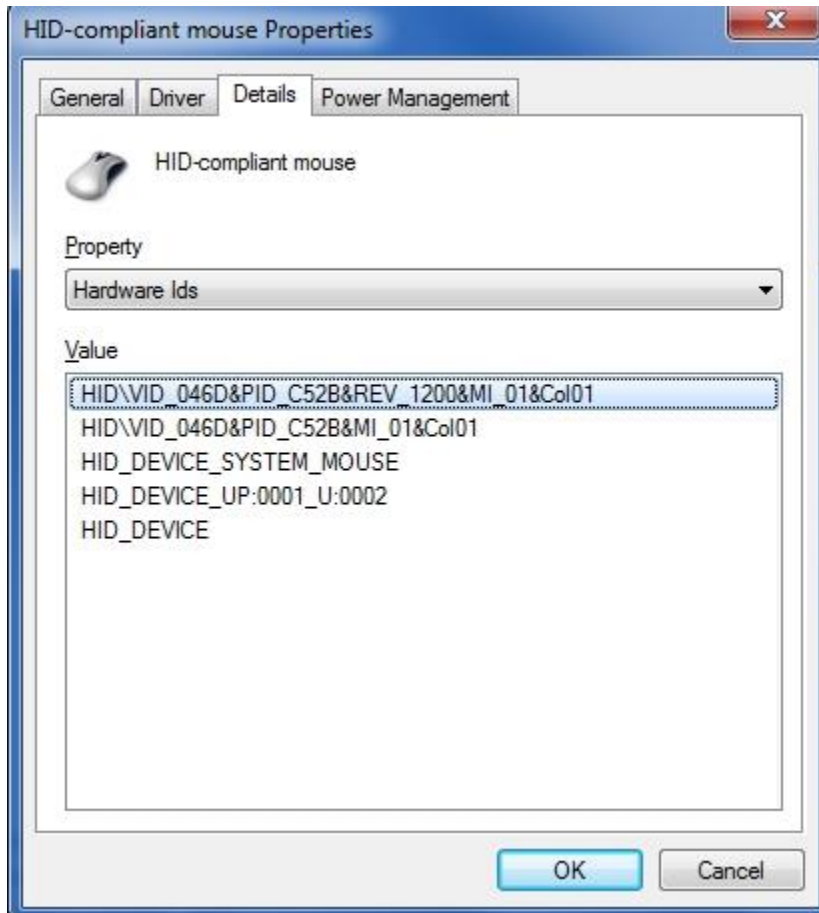 HID-compliant mouse Properties
General Driver Details Power Management
HID-compliant mouse
Property
Hardware Ids
Value
HID\VID_046D&PID_C52B&REV_1200&MI_01&Col01
HID\VID_046D&PID_C52B&MI_01&Col01
HID_DEVICE_SYSTEM_MOUSE
HID_DEVICE_UP:0001_U:0002
HID_DEVICE
OK Cancel